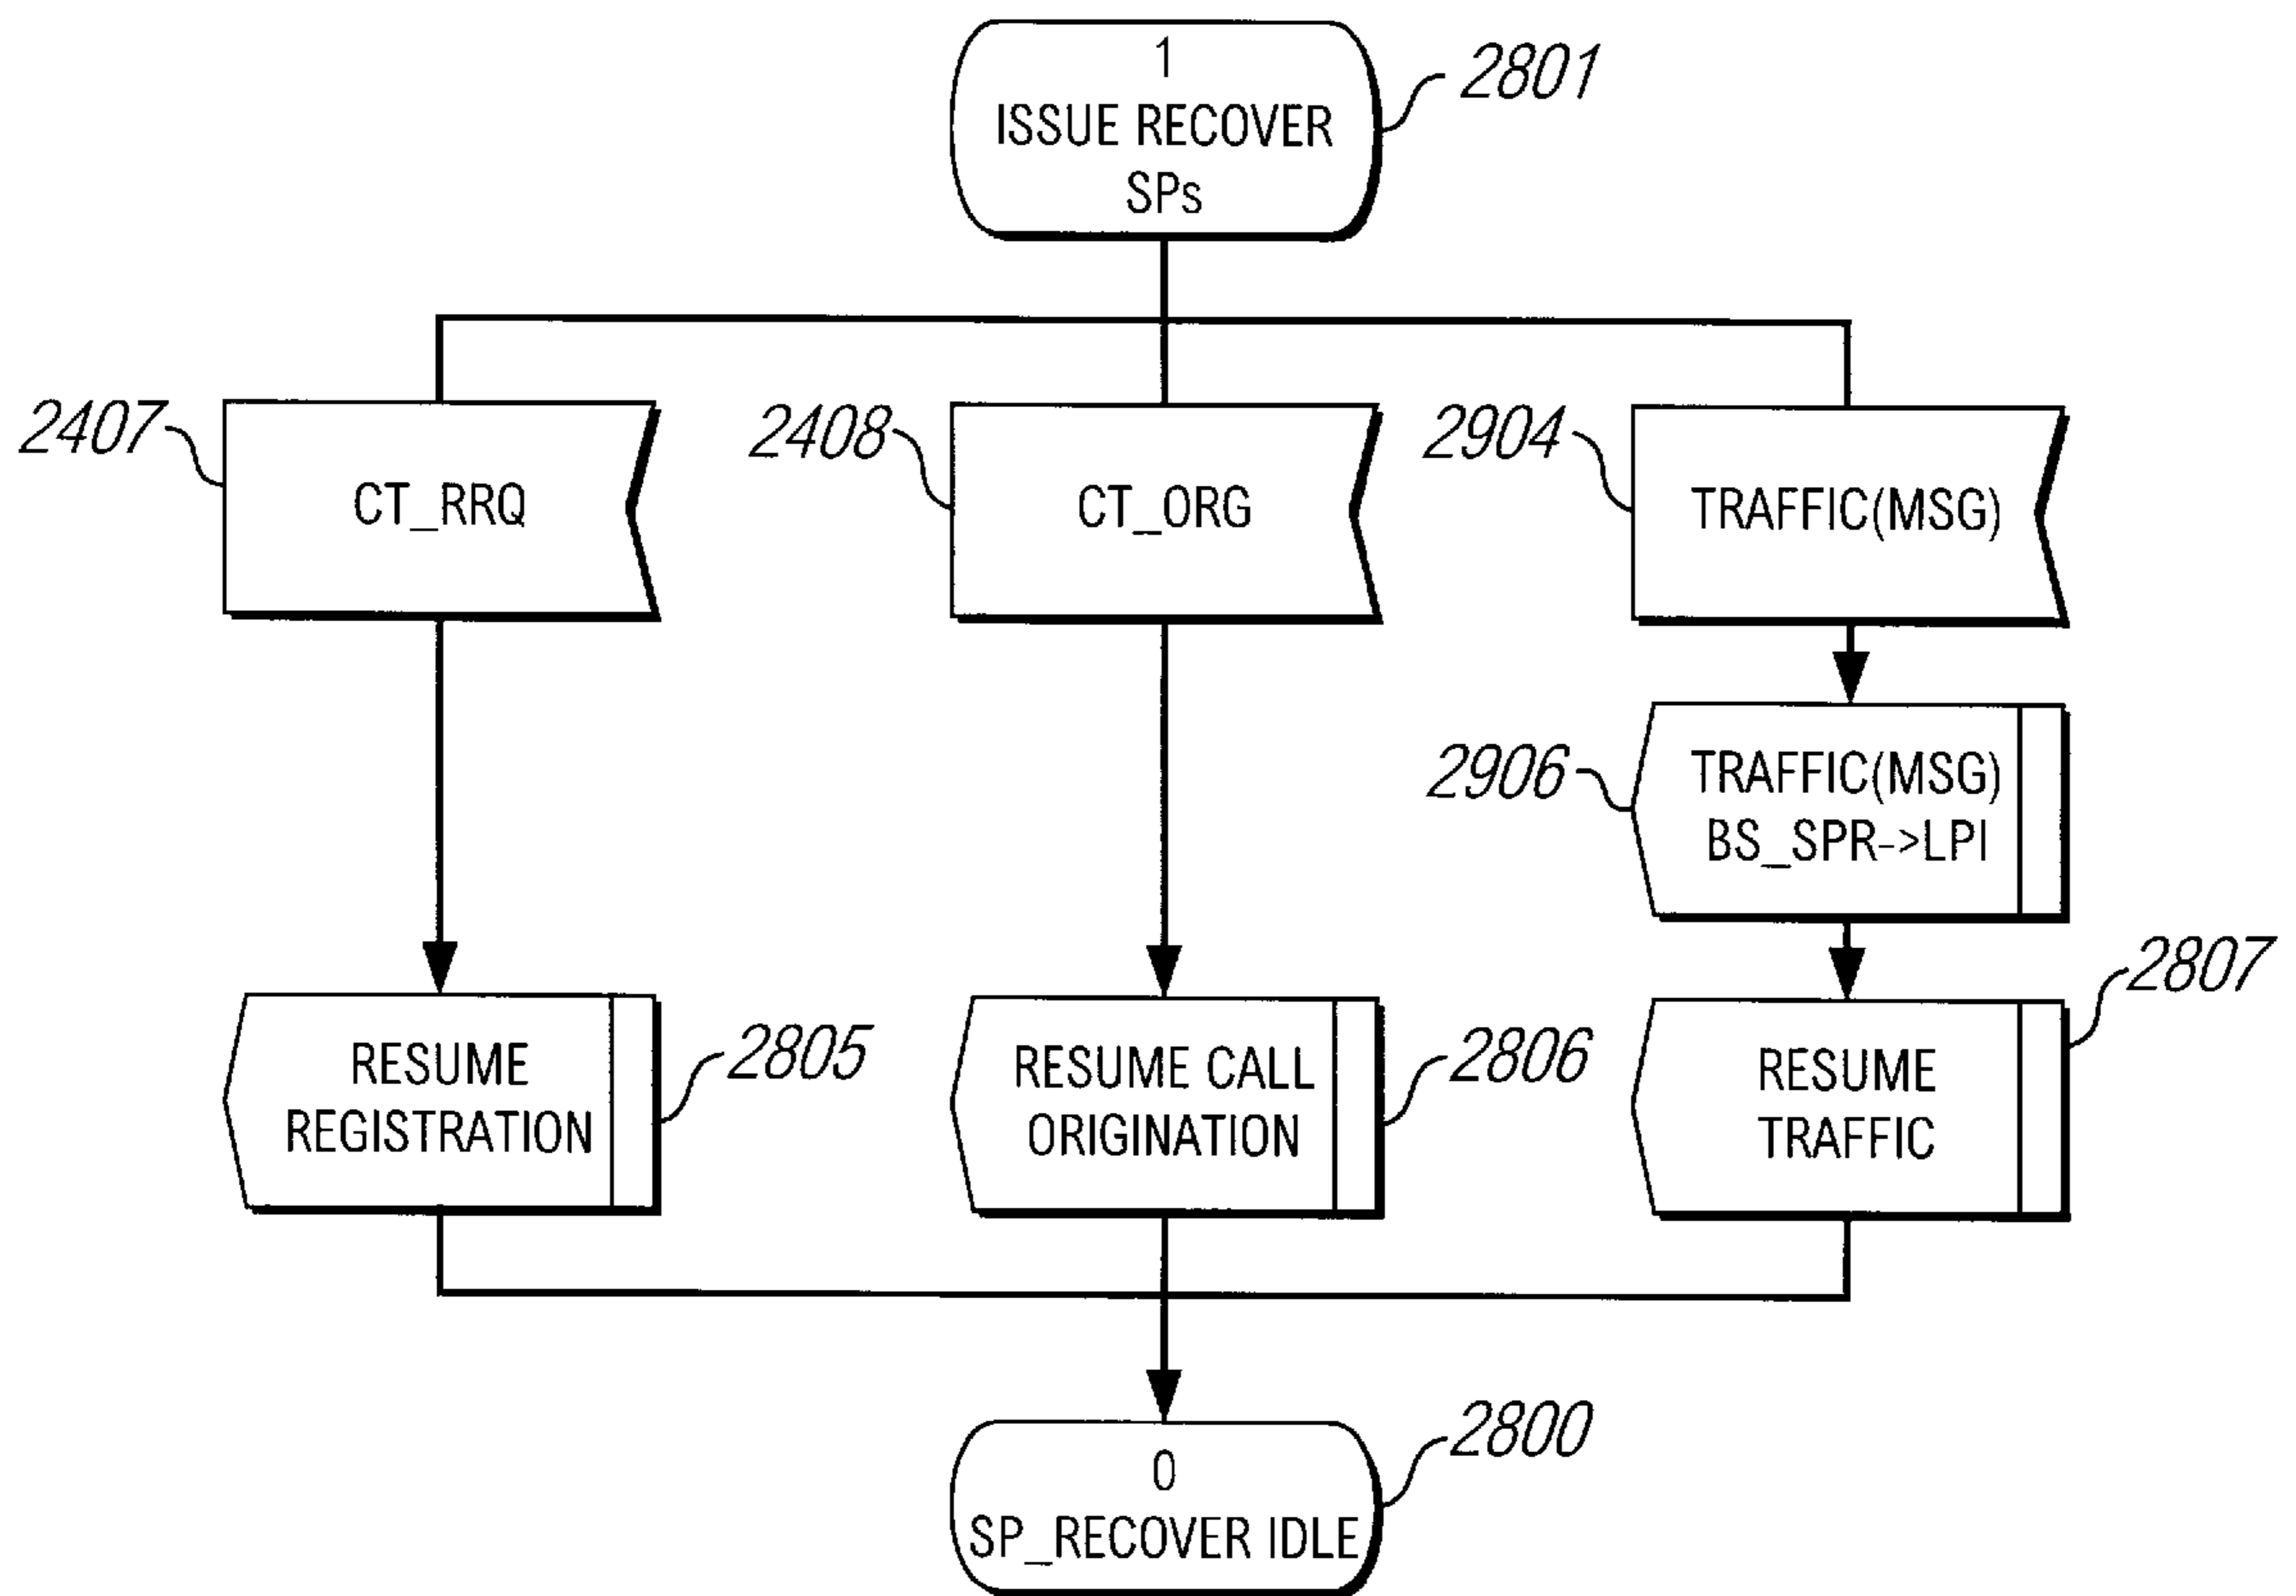 1
ISSUE RECOVER
SPs
2801
2407
CT_RRQ
2408
CT_ORG
2904
TRAFFIC(MSG)
2906
TRAFFIC(MSG)
BS_SPR->LPI
RESUME
REGISTRATION
2805
RESUME CALL
ORIGINATION
2806
RESUME
TRAFFIC
2807
0
SP_RECOVER IDLE
2800